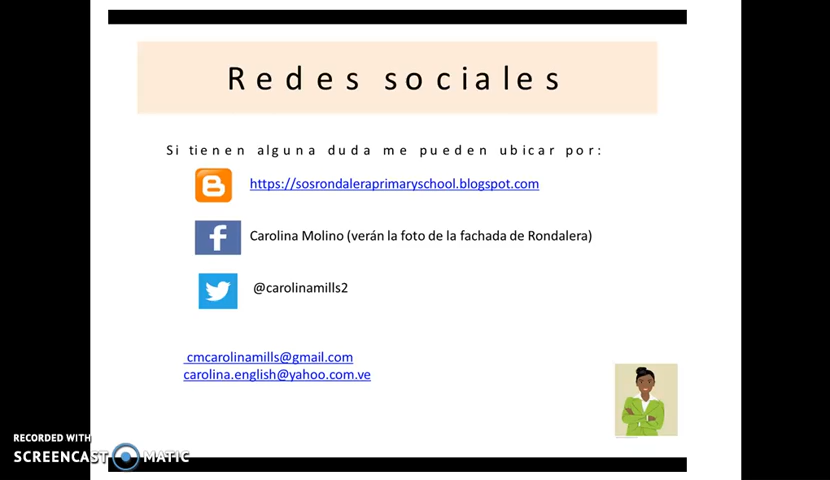 Redes sociales
Si tienen alguna duda me pueden ubicar por:
https://sosrondaleraprimaryschool.blogspot.com
Carolina Molino (verán la foto de la fachada de Rondalera)
@carolinamills2
cmcarolinamills@gmail.com
carolina.english@yahoo.com.ve
RECORDED WITH
SCREENCAST MATIC